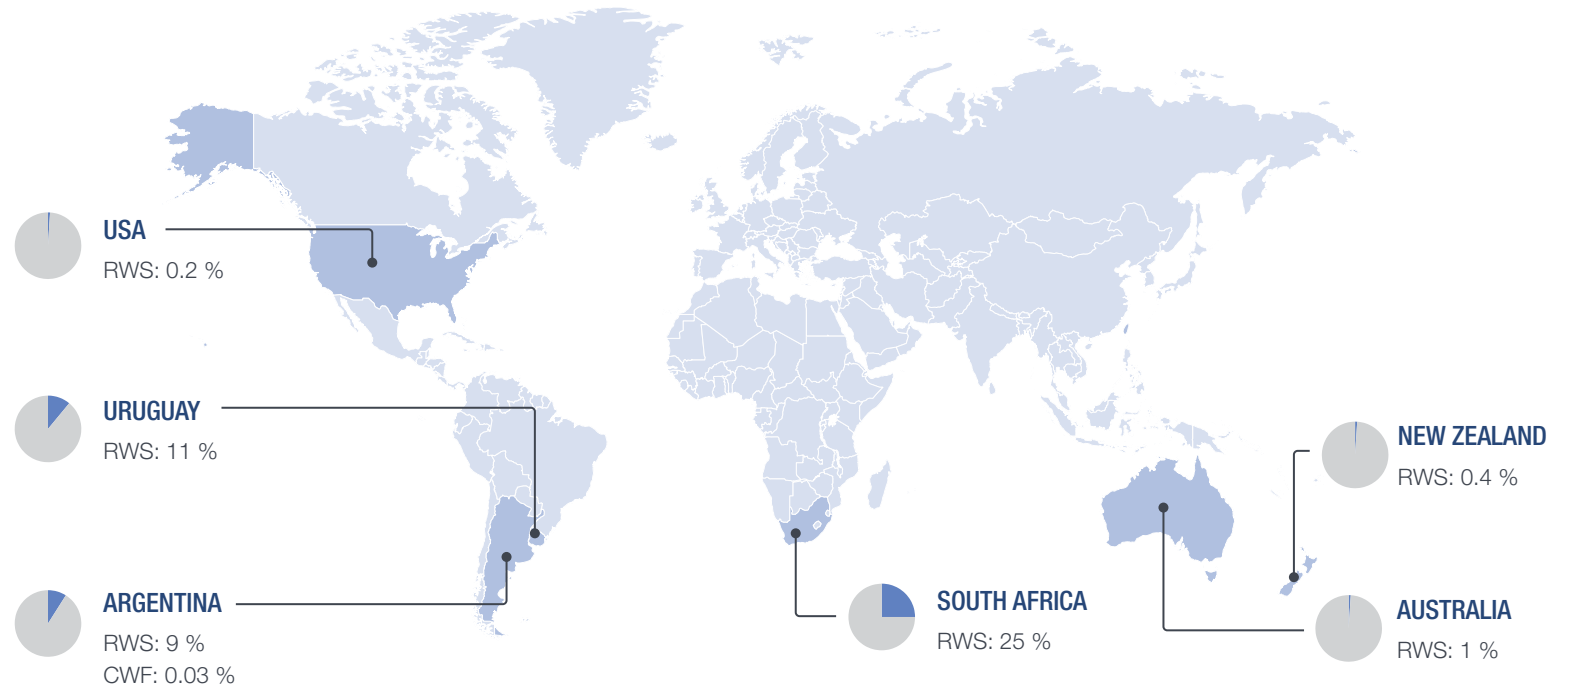 USA
RWS: 0.2 %
URUGUAY
RWS: 11 %
ARGENTINA
RWS: 9 %
CWF: 0.03 %
SOUTH AFRICA
RWS: 25 %
NEW ZEALAND
RWS: 0.4 %
AUSTRALIA
RWS: 1 %